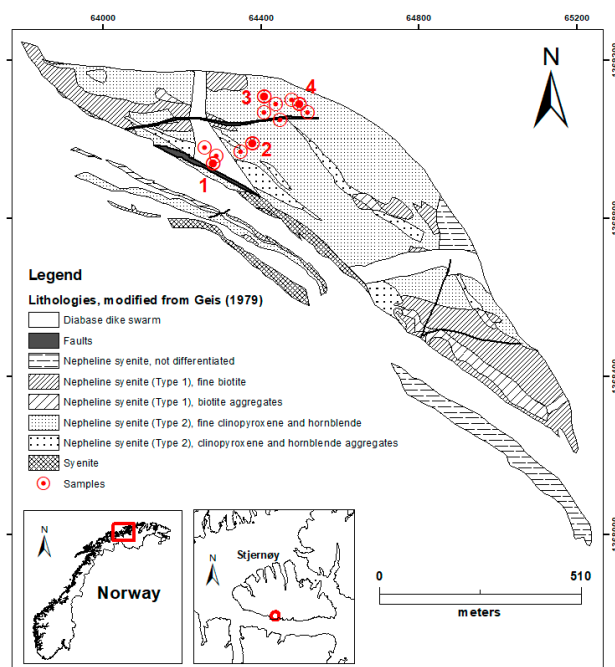 64000 64400 64800 65200
N
3
4
2
1
Legend
Lithologies, modified from Geis (1979)
Diabase dike swarm
Faults
Nepheline syenite, not differentiated
Nepheline syenite (Type 1), fine biotite
Nepheline syenite (Type 1), biotite aggregates
Nepheline syenite (Type 2), fine clinopyroxene and hornblende
Nepheline syenite (Type 2), clinopyroxene and hornblende aggregates
Syenite
Samples
N
Norway
N
Stjernøy
0 510
meters